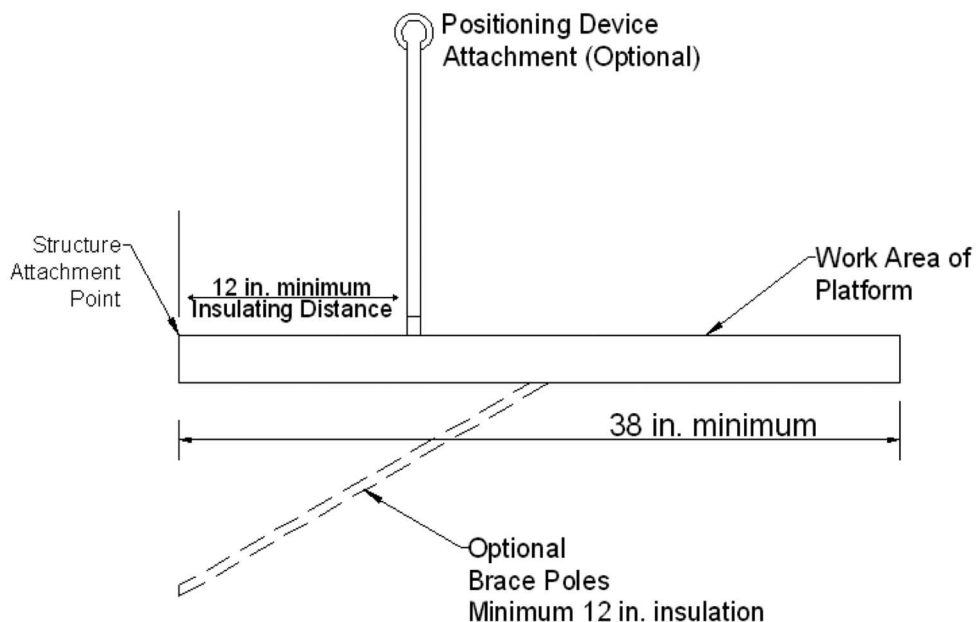 Positioning Device
Attachment (Optional)
Structure
Attachment
Point
12 in. minimum
Insulating Distance
Work Area of
Platform
38 in. minimum
Optional
Brace Poles
Minimum 12 in. insulation